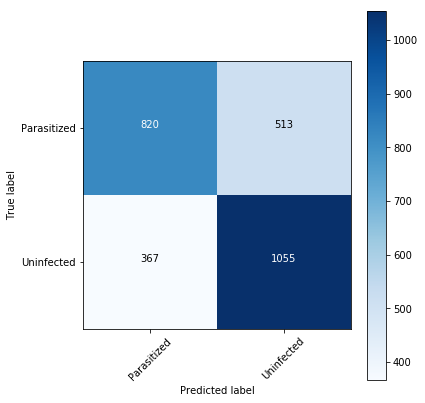 Parasitized
820
513
Uninfected
367
1055
True label
Parasitized
Uninfected
Predicted label
1000
900
800
700
600
500
400